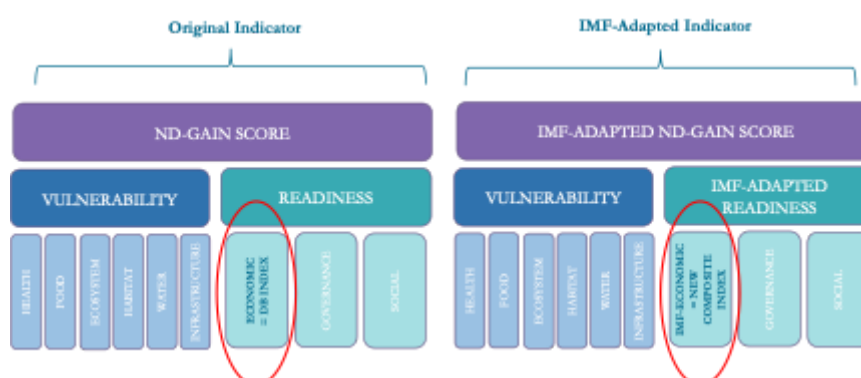 Original Indicator
IMF-Adapted Indicator
ND-GAIN SCORE
IMF-ADAPTED ND-GAIN SCORE
VULNERABILITY
READINESS
VULNERABILITY
IMF-ADAPTED
READINESS
HEALTH
FOOD
ECOSYSTEM
HABITAT
WATER
INFRASTRUCTURE
ECONOMIC
= DB INDEX
GOVERNANCE
SOCIAL
HEALTH
FOOD
ECOSYSTEM
HABITAT
WATER
INFRASTRUCTURE
IMF-ECONOMIC
= NEW
COMPOSITE
INDEX
GOVERNANCE
SOCIAL